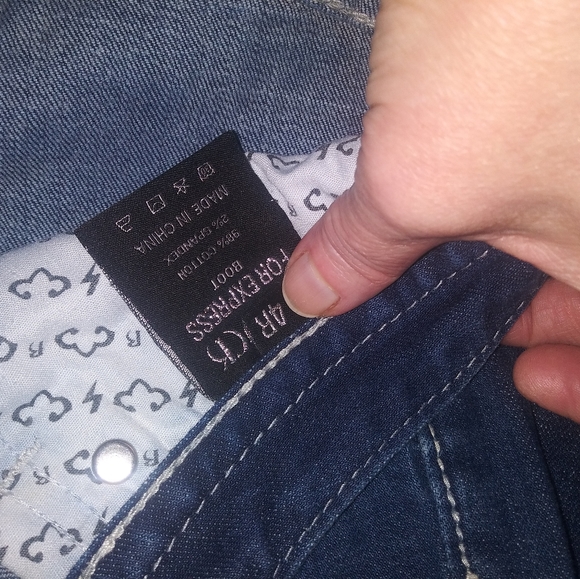 4R
FOR EXPRESS
BOOT
98% COTTON
2% SPANDEX
MADE IN CHINA